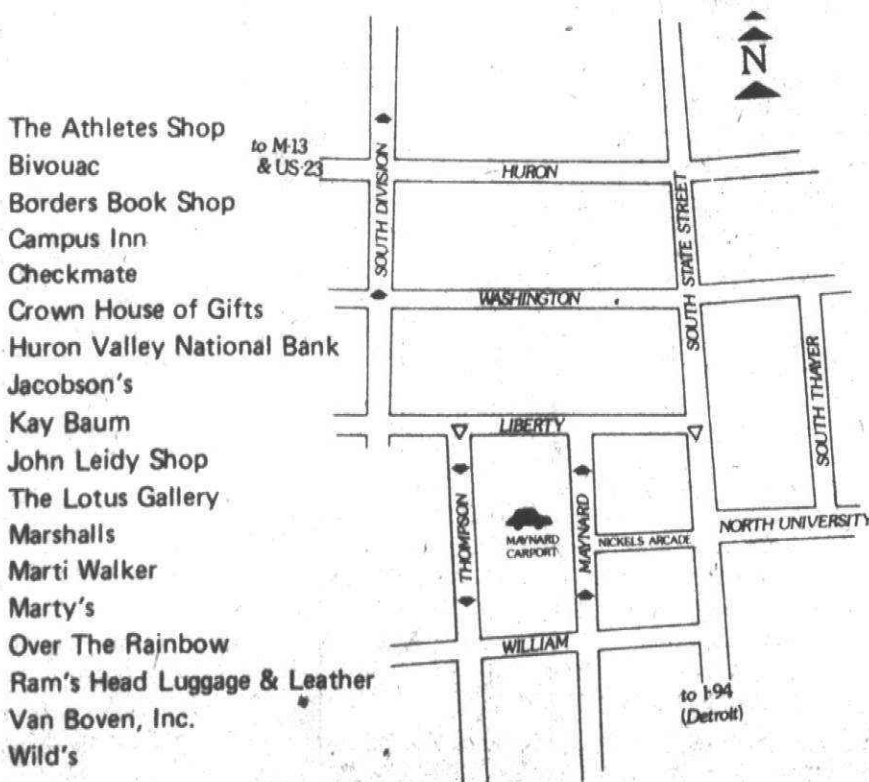 The Athletes Shop
Bivouac
Borders Book Shop
Campus Inn
Checkmate
Crown House of Gifts
Huron Valley National Bank
Jacobson's
Kay Baum
John Leidy Shop
The Lotus Gallery
Marshalls
Marti Walker
Marty's
Over The Rainbow
Ram's Head Luggage & Leather
Van Boven, Inc.
Wild's
N
to M-13
& US-23
HURON
SOUTH DIVISION
SOUTH STATE STREET
WASHINGTON
SOUTH THAYER
LIBERTY
THOMPSON
MAYNARD
CARPORT
MAYNARD
NICKELS ARCADE
NORTH UNIVERSITY
WILLIAM
to I-94
(Detroit)